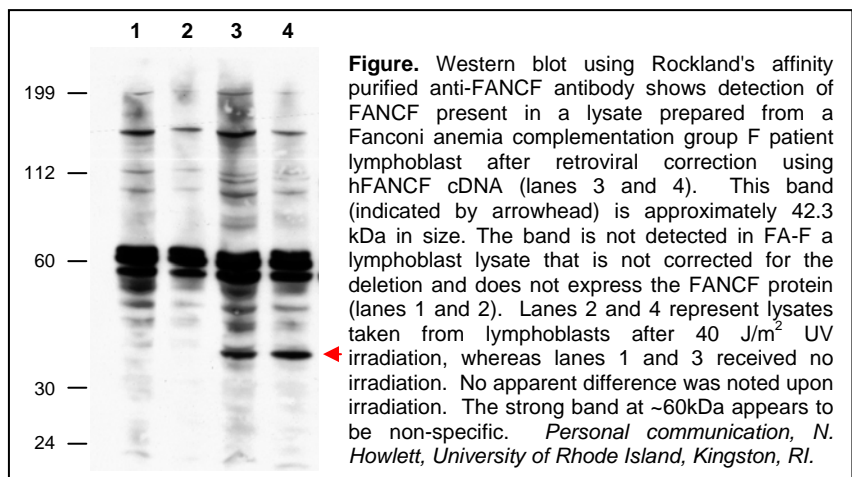 1 2 3 4
199
112
60
30
24
Figure. Western blot using Rockland's affinity
purified anti-FANCF antibody shows detection of
FANCF present in a lysate prepared from a
Fanconi anemia complementation group F patient
lymphoblast after retroviral correction using
hFANCF cDNA (lanes 3 and 4). This band
(indicated by arrowhead) is approximately 42.3
kDa in size. The band is not detected in FA-F a
lymphoblast lysate that is not corrected for the
deletion and does not express the FANCF protein
(lanes 1 and 2). Lanes 2 and 4 represent lysates
taken from lymphoblasts after 40 J/m² UV
irradiation, whereas lanes 1 and 3 received no
irradiation. No apparent difference was noted upon
irradiation. The strong band at ~60kDa appears to
be non-specific. Personal communication, N.
Howlett, University of Rhode Island, Kingston, RI.